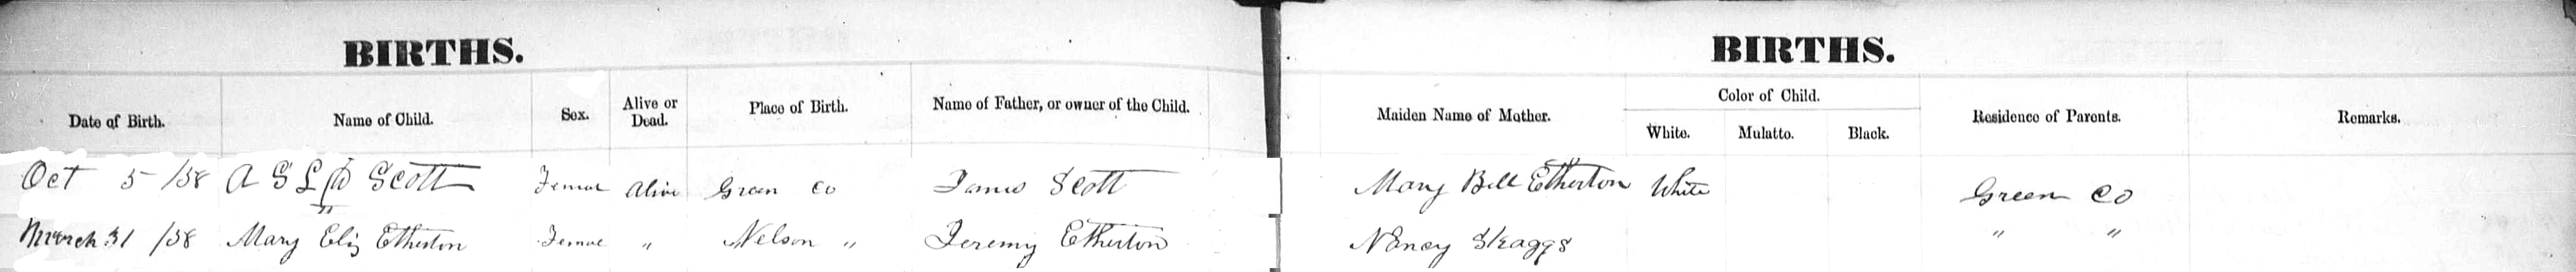 BIRTHS. BIRTHS.
Date of Birth. Name of Child. Sex. Alive or Dead. Place of Birth. Name of Father, or owner of the Child. Maiden Name of Mother. Color of Child. White. Mulatto. Black. Residence of Parents. Remarks.
Oct 5 /58 A S L Scott Femal Alive Green Co James Scott Mary Bell Etherton White Green Co
March 31 /58 Mary Eliz Etherton Femal " Nelson " Jeremy Etherton Nancy Skaggs " "